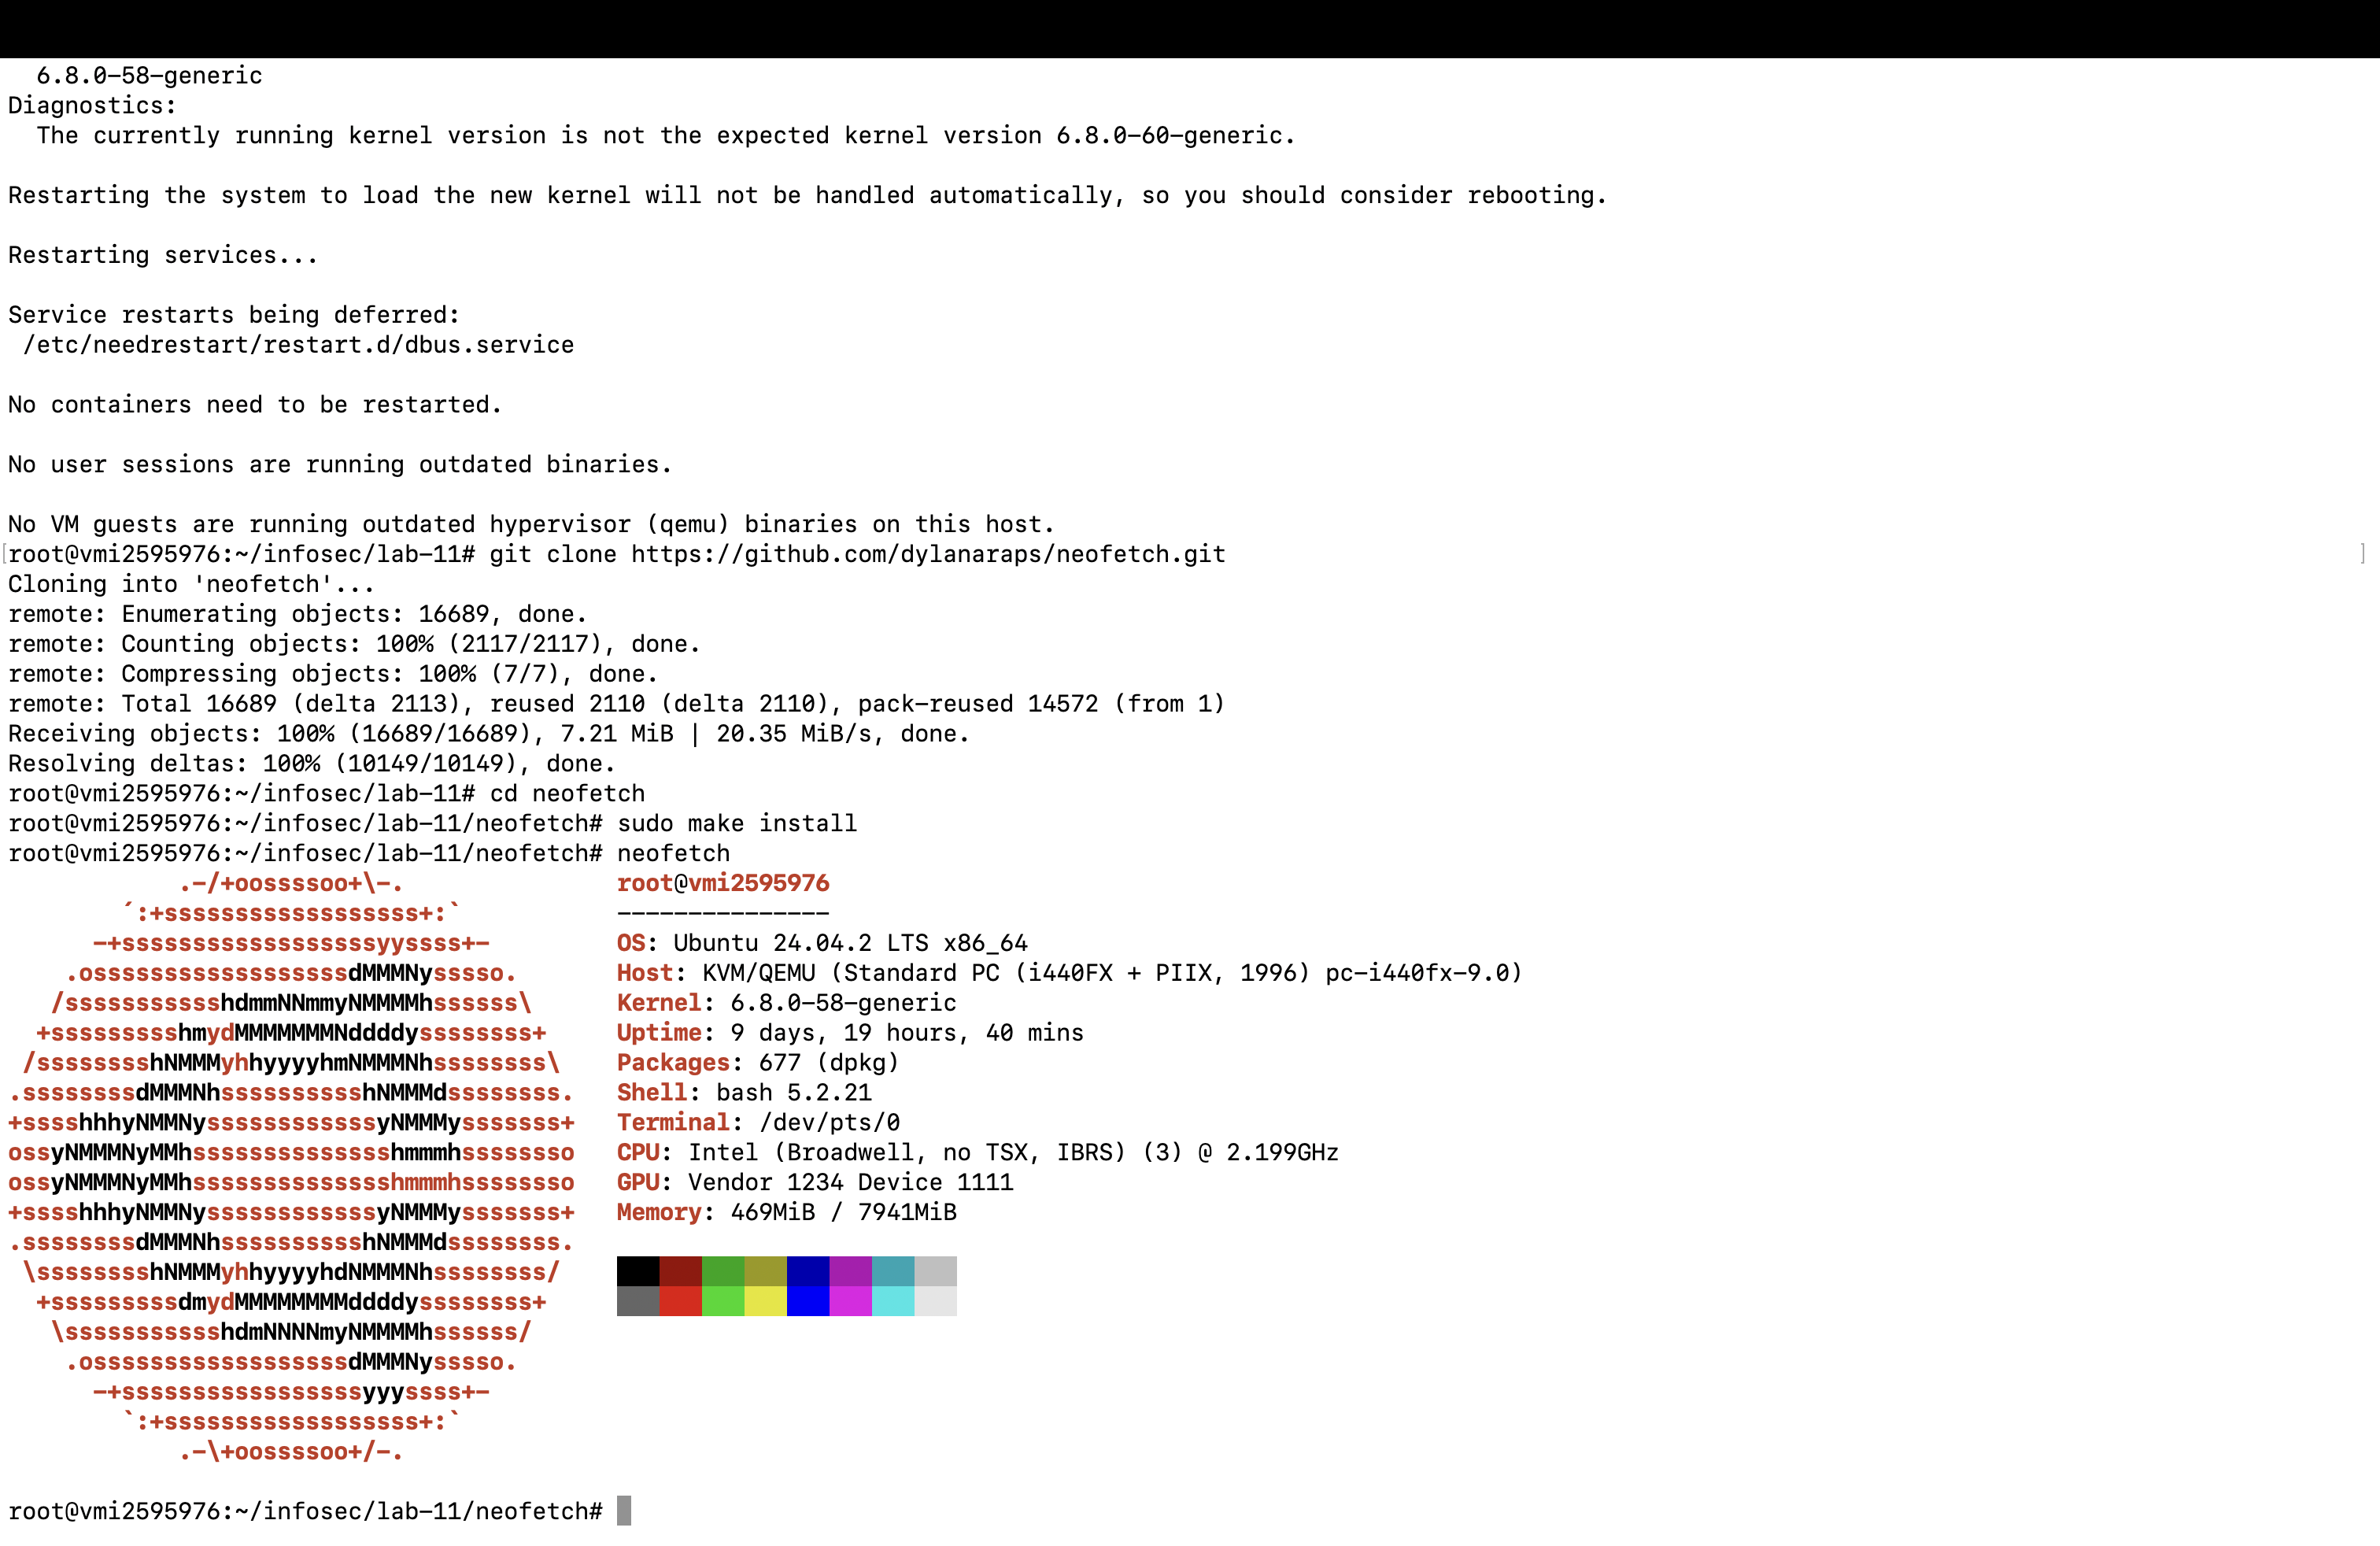 6.8.0-58-generic
Diagnostics:
  The currently running kernel version is not the expected kernel version 6.8.0-60-generic.

Restarting the system to load the new kernel will not be handled automatically, so you should consider rebooting.

Restarting services...

Service restarts being deferred:
 /etc/needrestart/restart.d/dbus.service

No containers need to be restarted.

No user sessions are running outdated binaries.

No VM guests are running outdated hypervisor (qemu) binaries on this host.
[root@vmi2595976:~/infosec/lab-11# git clone https://github.com/dylanaraps/neofetch.git ]
Cloning into 'neofetch'...
remote: Enumerating objects: 16689, done.
remote: Counting objects: 100% (2117/2117), done.
remote: Compressing objects: 100% (7/7), done.
remote: Total 16689 (delta 2113), reused 2110 (delta 2110), pack-reused 14572 (from 1)
Receiving objects: 100% (16689/16689), 7.21 MiB | 20.35 MiB/s, done.
Resolving deltas: 100% (10149/10149), done.
root@vmi2595976:~/infosec/lab-11# cd neofetch
root@vmi2595976:~/infosec/lab-11/neofetch# sudo make install
root@vmi2595976:~/infosec/lab-11/neofetch# neofetch
            .-/+oossssoo+\-.               root@vmi2595976
        ´:+ssssssssssssssssss+:`           ---------------
      -+ssssssssssssssssssyyssss+-         OS: Ubuntu 24.04.2 LTS x86_64
    .ossssssssssssssssssdMMMNysssso.       Host: KVM/QEMU (Standard PC (i440FX + PIIX, 1996) pc-i440fx-9.0)
   /ssssssssssshdmmNNmmyNMMMMhssssss\      Kernel: 6.8.0-58-generic
  +ssssssssshmydMMMMMMMNddddyssssssss+     Uptime: 9 days, 19 hours, 40 mins
 /sssssssshNMMMyhhyyyyhmNMMMNhssssssss\    Packages: 677 (dpkg)
.ssssssssdMMMNhsssssssssshNMMMdssssssss.   Shell: bash 5.2.21
+sssshhhyNMMNyssssssssssssyNMMMysssssss+   Terminal: /dev/pts/0
ossyNMMMNyMMhsssssssssssssshmmmhssssssso   CPU: Intel (Broadwell, no TSX, IBRS) (3) @ 2.199GHz
ossyNMMMNyMMhsssssssssssssshmmmhssssssso   GPU: Vendor 1234 Device 1111
+sssshhhyNMMNyssssssssssssyNMMMysssssss+   Memory: 469MiB / 7941MiB
.ssssssssdMMMNhsssssssssshNMMMdssssssss.
 \sssssssshNMMMyhhyyyyhdNMMMNhssssssss/
  +sssssssssdmydMMMMMMMMddddyssssssss+
   \ssssssssssshdmNNNNmyNMMMMhssssss/
    .ossssssssssssssssssdMMMNysssso.
      -+sssssssssssssssssyyyssss+-
        `:+ssssssssssssssssss+:`
            .-\+oossssoo+/-.

root@vmi2595976:~/infosec/lab-11/neofetch#